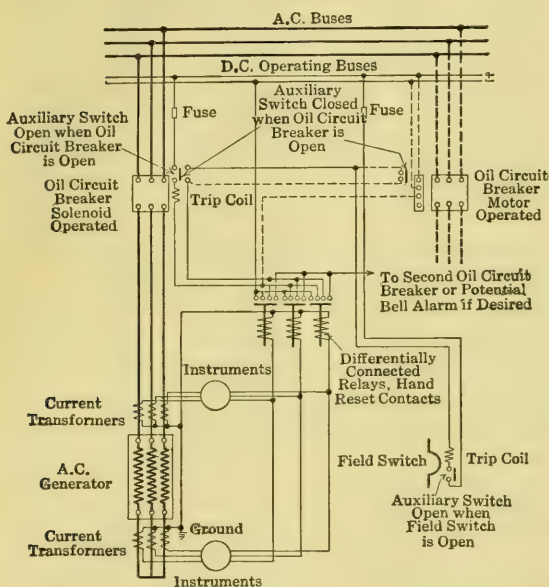 A.C. Buses
D.C. Operating Buses
Auxiliary
Switch Closed
when Oil Circuit
Breaker is
Open
Fuse
Fuse
Auxiliary Switch
Open when Oil
Circuit Breaker
is Open
Oil Circuit
Breaker
Solenoid
Operated
Trip Coil
Oil Circuit
Breaker
Motor
Operated
To Second Oil Circuit
Breaker or Potential
Bell Alarm if Desired
Differentially
Connected
Relays, Hand
Reset Contacts
Instruments
Current
Transformers
A.C.
Generator
Field Switch
Trip Coil
Auxiliary Switch
Open when
Field Switch
is Open
Ground
Current
Transformers
Instruments